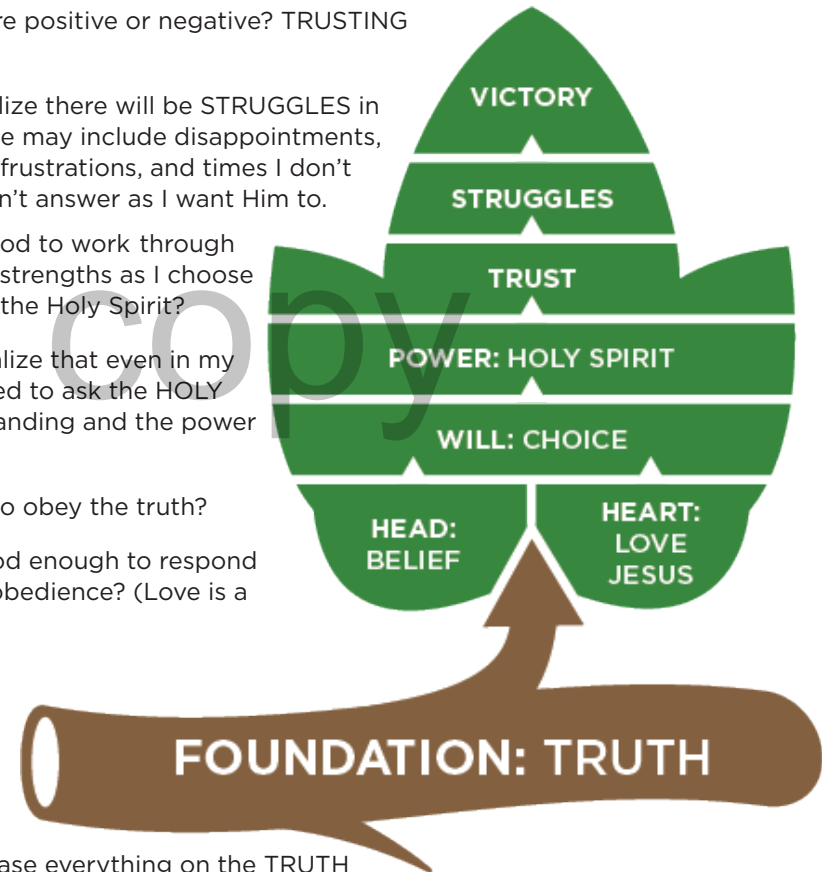 re positive or negative? TRUSTING
lize there will be STRUGGLES in
e may include disappointments,
frustrations, and times I don't
n't answer as I want Him to.
od to work through
strengths as I choose
the Holy Spirit?
alize that even in my
ed to ask the HOLY
anding and the power
o obey the truth?
od enough to respond
obedience? (Love is a
ase everything on the TRUTH
VICTORY
STRUGGLES
TRUST
POWER: HOLY SPIRIT
WILL: CHOICE
HEAD:
BELIEF
HEART:
LOVE
JESUS
FOUNDATION: TRUTH
copy